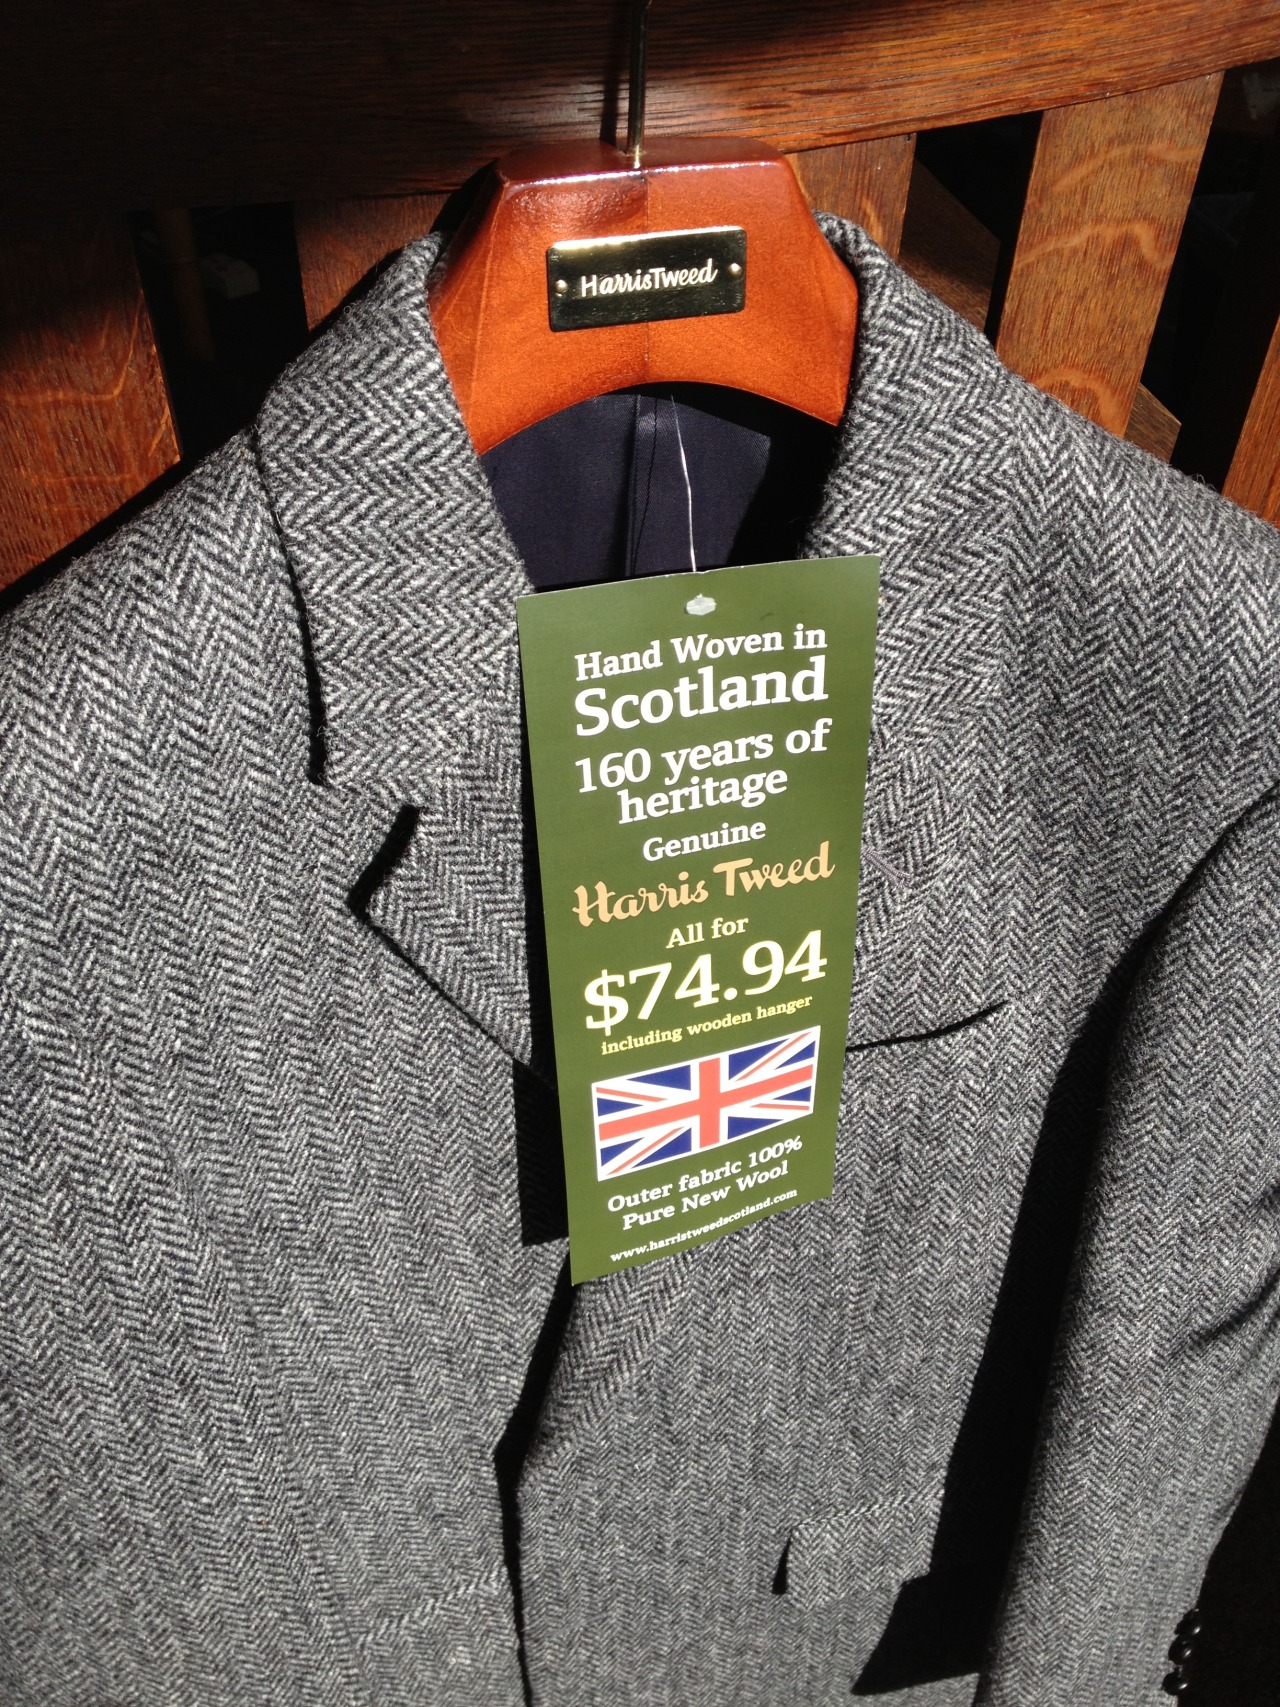 HarrisTweed
Hand Woven in
Scotland
160 years of
heritage
Genuine
Harris Tweed
All for
$74.94
including wooden hanger
Outer fabric 100%
Pure New Wool
www.harristweedscotland.com